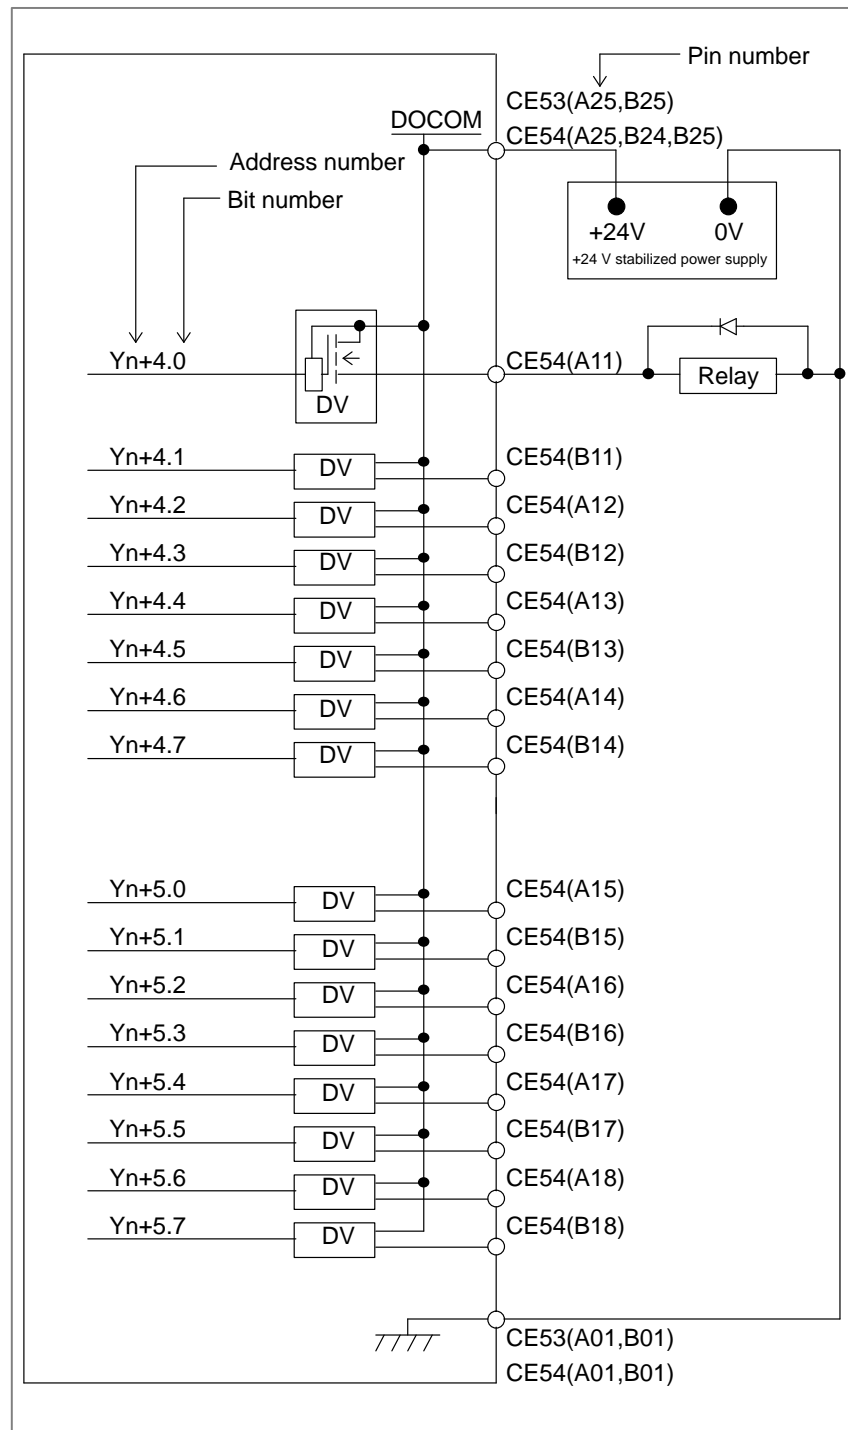 Pin number
CE53(A25,B25)
DOCOM
CE54(A25,B24,B25)
Address number
Bit number
+24V 0V
+24 V stabilized power supply
Yn+4.0
CE54(A11)
Relay
DV
Yn+4.1 DV CE54(B11)
Yn+4.2 DV CE54(A12)
Yn+4.3 DV CE54(B12)
Yn+4.4 DV CE54(A13)
Yn+4.5 DV CE54(B13)
Yn+4.6 DV CE54(A14)
Yn+4.7 DV CE54(B14)
Yn+5.0 DV CE54(A15)
Yn+5.1 DV CE54(B15)
Yn+5.2 DV CE54(A16)
Yn+5.3 DV CE54(B16)
Yn+5.4 DV CE54(A17)
Yn+5.5 DV CE54(B17)
Yn+5.6 DV CE54(A18)
Yn+5.7 DV CE54(B18)
CE53(A01,B01)
CE54(A01,B01)